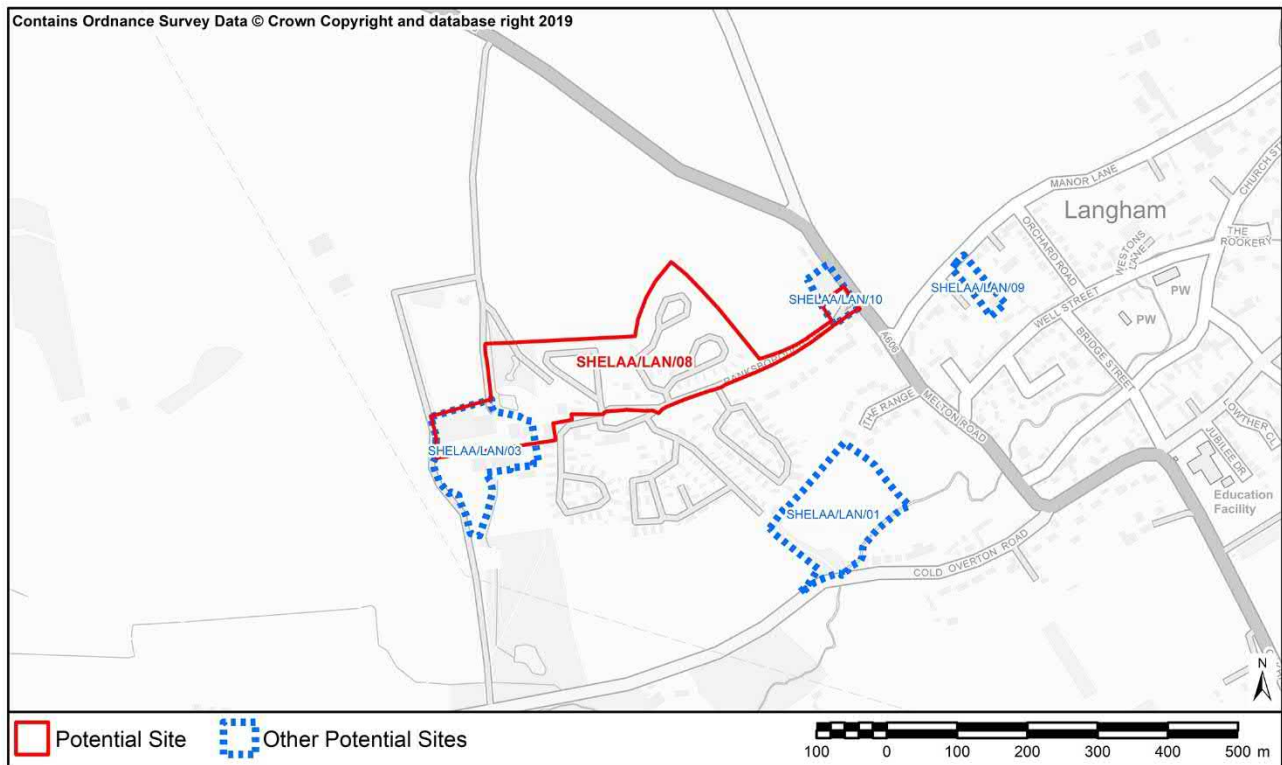 Contains Ordnance Survey Data © Crown Copyright and database right 2019
MANOR LANE
Langham
CHURCH ST
ORCHARD ROAD
WESTONS
LANE
THE
ROOKERY
SHELAA/LAN/09
WELL STREET
PW
PW
SHELAA/LAN/10
A606
BRIDGE STREET
SHELAA/LAN/08
THE RANGE
MELTON ROAD
LOWTHER CL
JUBILEE DR
SHELAA/LAN/03
Education
Facility
SHELAA/LAN/01
COLD OVERTON ROAD
N
Potential Site
Other Potential Sites
100 0 100 200 300 400 500 m